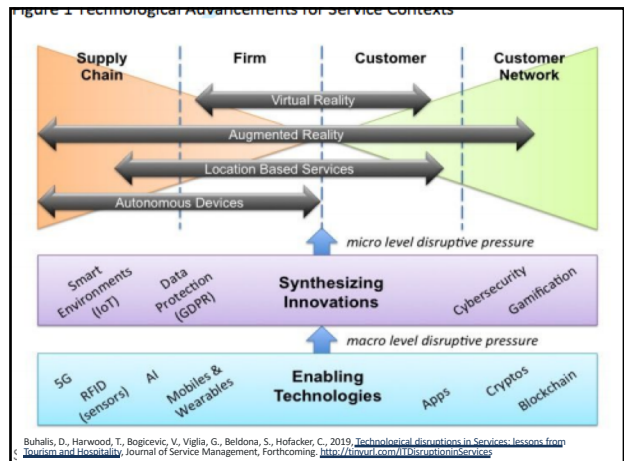 Figure 1 Technological Advancements for Service Contexts
Supply Chain
Firm
Customer
Customer Network
Virtual Reality
Augmented Reality
Location Based Services
Autonomous Devices
micro level disruptive pressure
Smart Environments (IoT)
Data Protection (GDPR)
Synthesizing Innovations
Cybersecurity
Gamification
macro level disruptive pressure
5G
RFID (sensors)
AI
Mobiles & Wearables
Enabling Technologies
Apps
Cryptos
Blockchain
Buhalis, D., Harwood, T., Bogicevic, V., Viglia, G., Beldona, S., Hofacker, C., 2019, Technological disruptions in Services: lessons from
Tourism and Hospitality, Journal of Service Management, Forthcoming. http://tinyurl.com/ITDisruptioninServices